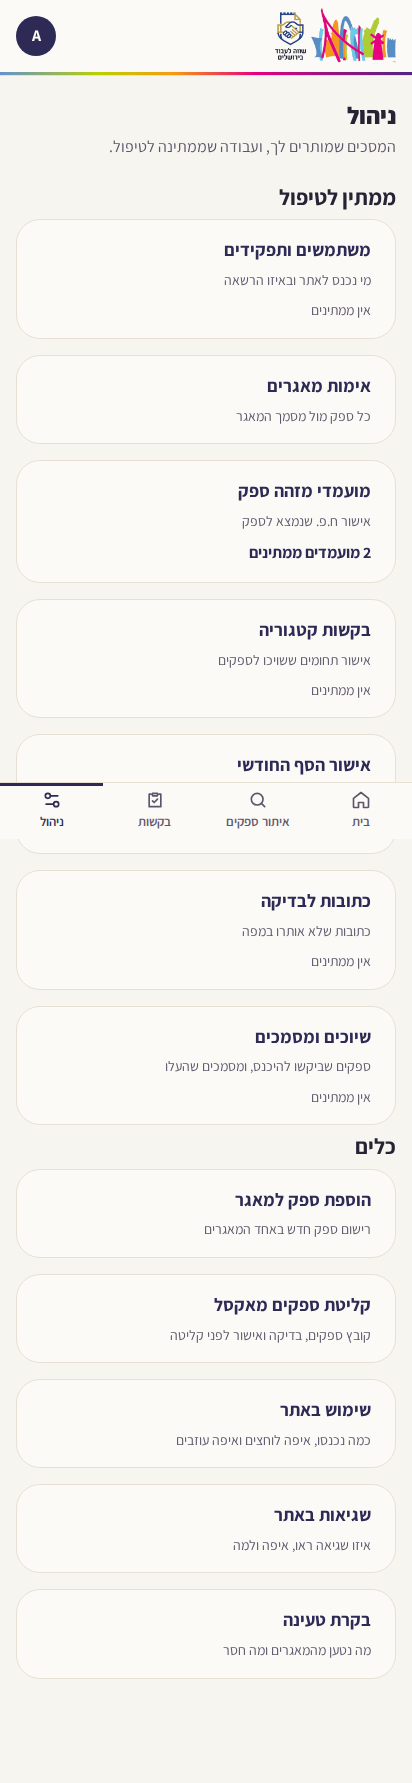 שווה לעבוד
בירושלים
A
ניהול
המסכים שמותרים לך, ועבודה שממתינה לטיפול.
ממתין לטיפול
משתמשים ותפקידים
מי נכנס לאתר ובאיזו הרשאה
אין ממתינים
אימות מאגרים
כל ספק מול מסמך המאגר
מועמדי מזהה ספק
אישור ח.פ. שנמצא לספק
2 מועמדים ממתינים
בקשות קטגוריה
אישור תחומים ששויכו לספקים
אין ממתינים
אישור הסף החודשי
בית
איתור ספקים
בקשות
ניהול
כתובות לבדיקה
כתובות שלא אותרו במפה
אין ממתינים
שיוכים ומסמכים
ספקים שביקשו להיכנס, ומסמכים שהעלו
אין ממתינים
כלים
הוספת ספק למאגר
רישום ספק חדש באחד המאגרים
קליטת ספקים מאקסל
קובץ ספקים, בדיקה ואישור לפני קליטה
שימוש באתר
כמה נכנסו, איפה לוחצים ואיפה עוזבים
שגיאות באתר
איזו שגיאה ראו, איפה ולמה
בקרת טעינה
מה נטען מהמאגרים ומה חסר